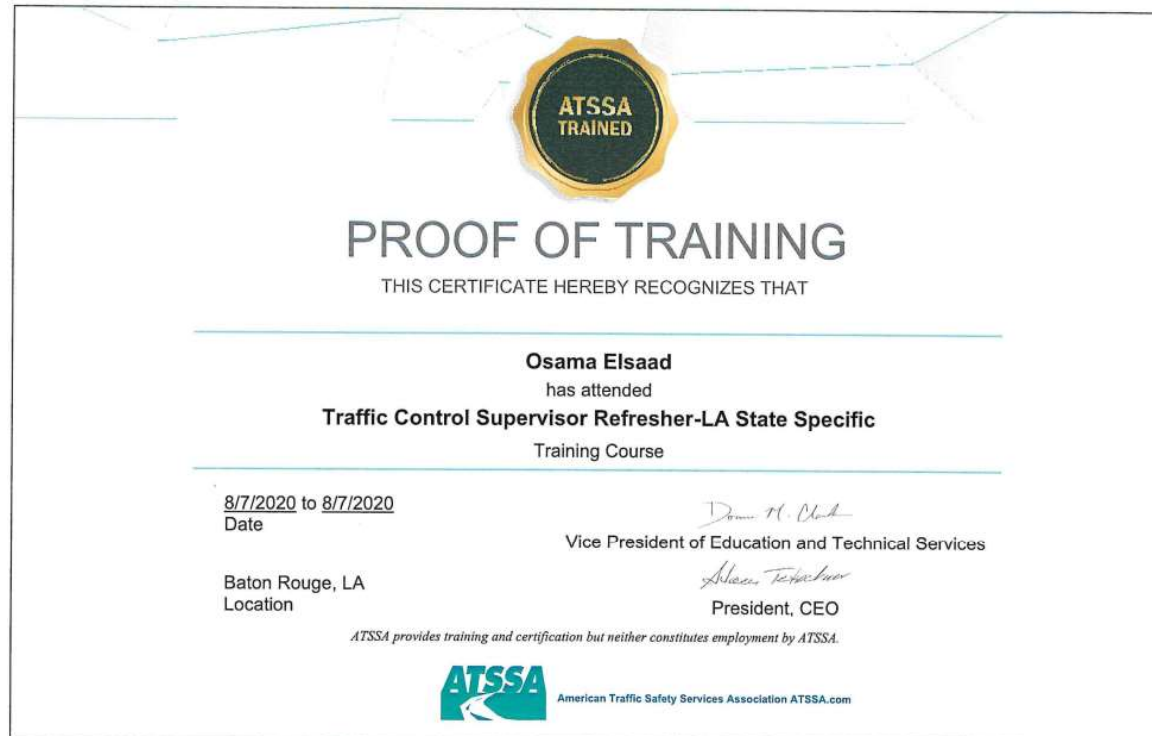 ATSSA
TRAINED
PROOF OF TRAINING
THIS CERTIFICATE HEREBY RECOGNIZES THAT
Osama Elsaad
has attended
Traffic Control Supervisor Refresher-LA State Specific
Training Course
8/7/2020 to 8/7/2020
Date
Vice President of Education and Technical Services
Baton Rouge, LA
Location
President, CEO
ATSSA provides training and certification but neither constitutes employment by ATSSA.
ATSSA
American Traffic Safety Services Association ATSSA.com